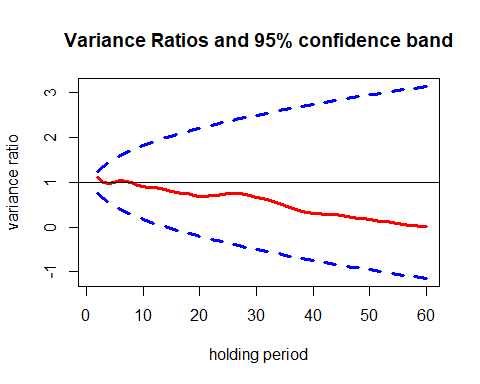 Variance Ratios and 95% confidence band
variance ratio
3
2
1
0
-1
0 10 20 30 40 50 60
holding period